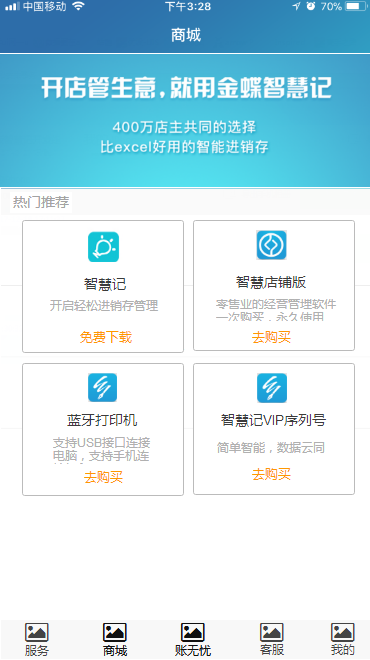 中国移动 下午3:28 70%
商城
开店管生意，就用金蝶智慧记
400万店主共同的选择
比excel好用的智能进销存
热门推荐
智慧记
开启轻松进销存管理
免费下载
智慧店铺版
零售业的经营管理软件
一次购买，永久使用
去购买
蓝牙打印机
支持USB接口连接
电脑，支持手机连
去购买
智慧记VIP序列号
简单智能，数据云同
去购买
服务 商城 账无忧 客服 我的